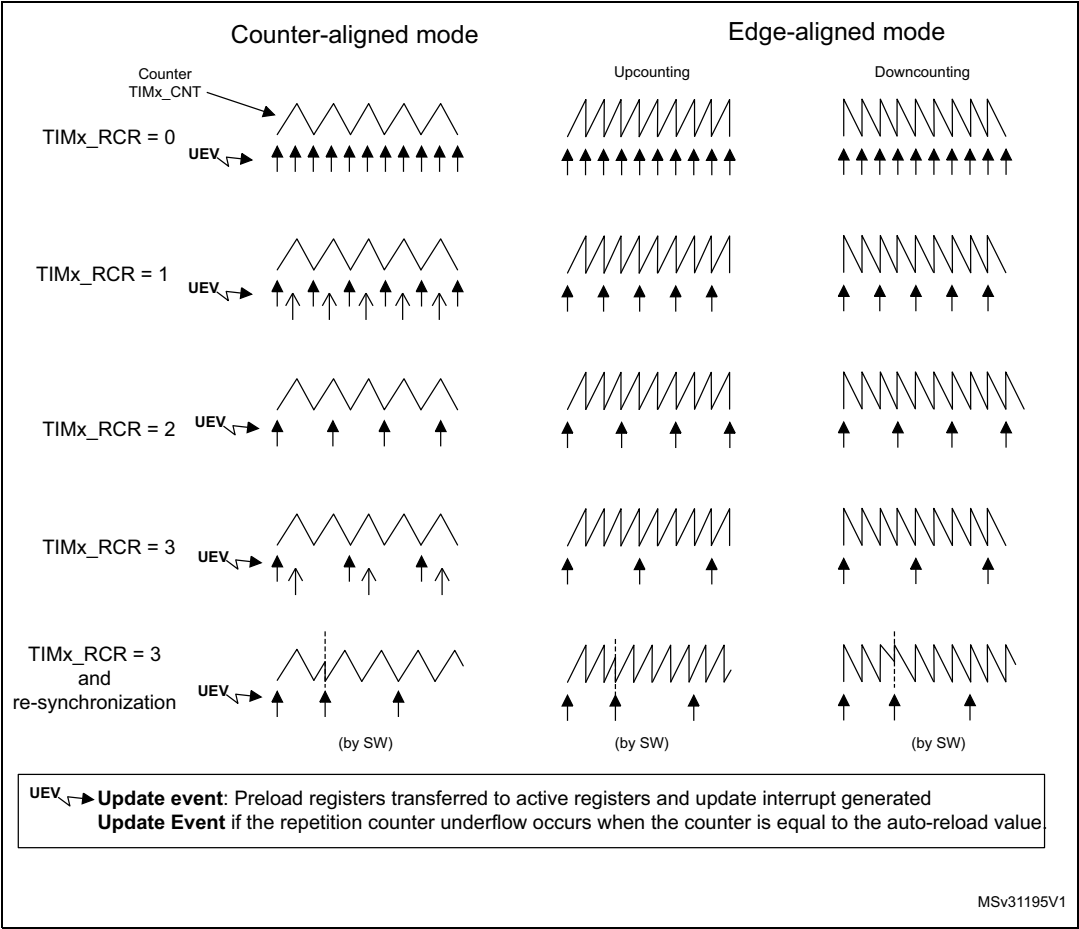 Counter-aligned mode
Edge-aligned mode
Counter
TIMx_CNT
Upcounting
Downcounting
TIMx_RCR = 0
UEV
TIMx_RCR = 1
UEV
TIMx_RCR = 2
UEV
TIMx_RCR = 3
UEV
TIMx_RCR = 3
and
re-synchronization
UEV
(by SW)
(by SW)
(by SW)
UEV Update event: Preload registers transferred to active registers and update interrupt generated
Update Event if the repetition counter underflow occurs when the counter is equal to the auto-reload value.
MSv31195V1